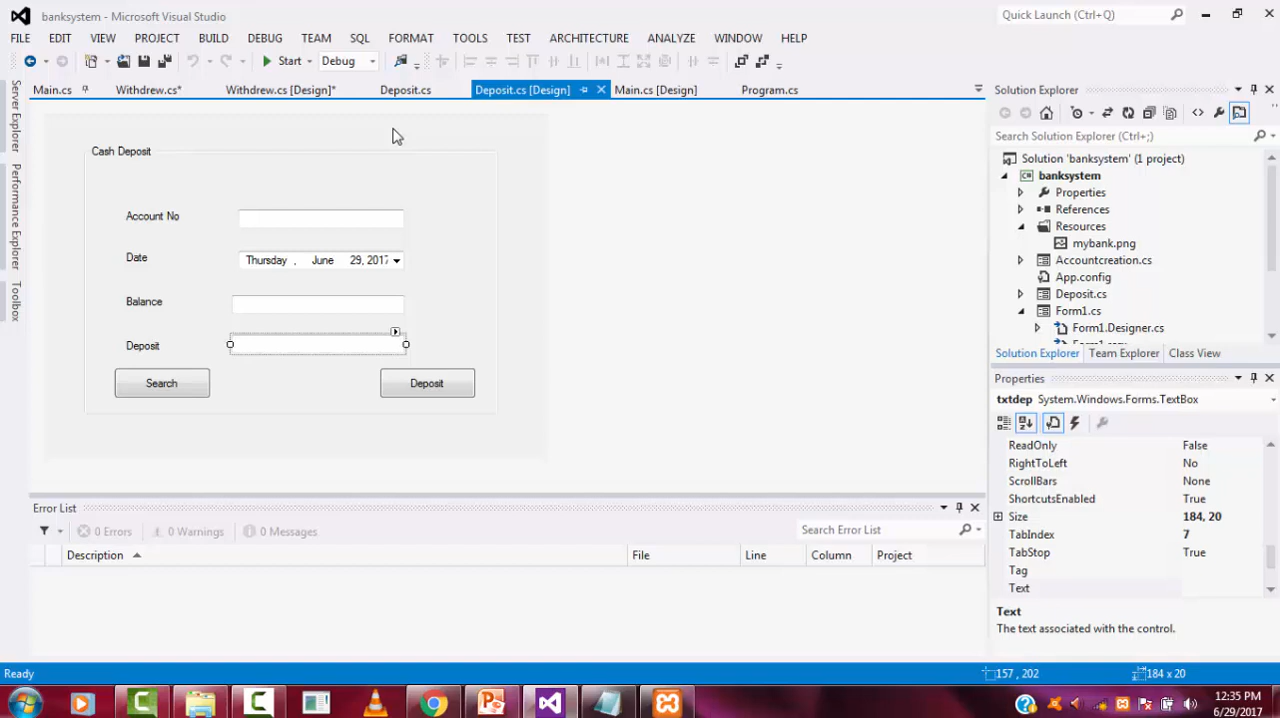 banksystem - Microsoft Visual Studio
Quick Launch (Ctrl+Q)
FILE EDIT VIEW PROJECT BUILD DEBUG TEAM SQL FORMAT TOOLS TEST ARCHITECTURE ANALYZE WINDOW HELP
Start Debug
Main.cs Withdrew.cs* Withdrew.cs [Design]* Deposit.cs Deposit.cs [Design] Main.cs [Design] Program.cs
Server Explorer
Performance Explorer
Toolbox
Cash Deposit
Account No
Date
Thursday , June 29, 2017
Balance
Deposit
Search
Deposit
Error List
0 Errors 0 Warnings 0 Messages
Search Error List
Description File Line Column Project
Solution Explorer
Search Solution Explorer (Ctrl+;)
Solution 'banksystem' (1 project)
banksystem
Properties
References
Resources
mybank.png
Accountcreation.cs
App.config
Deposit.cs
Form1.cs
Form1.Designer.cs
Solution Explorer Team Explorer Class View
Properties
txtdep System.Windows.Forms.TextBox
ReadOnly False
RightToLeft No
ScrollBars None
ShortcutsEnabled True
Size 184, 20
TabIndex 7
TabStop True
Tag
Text
Text
The text associated with the control.
Ready
157 , 202
184 x 20
12:35 PM
6/29/2017